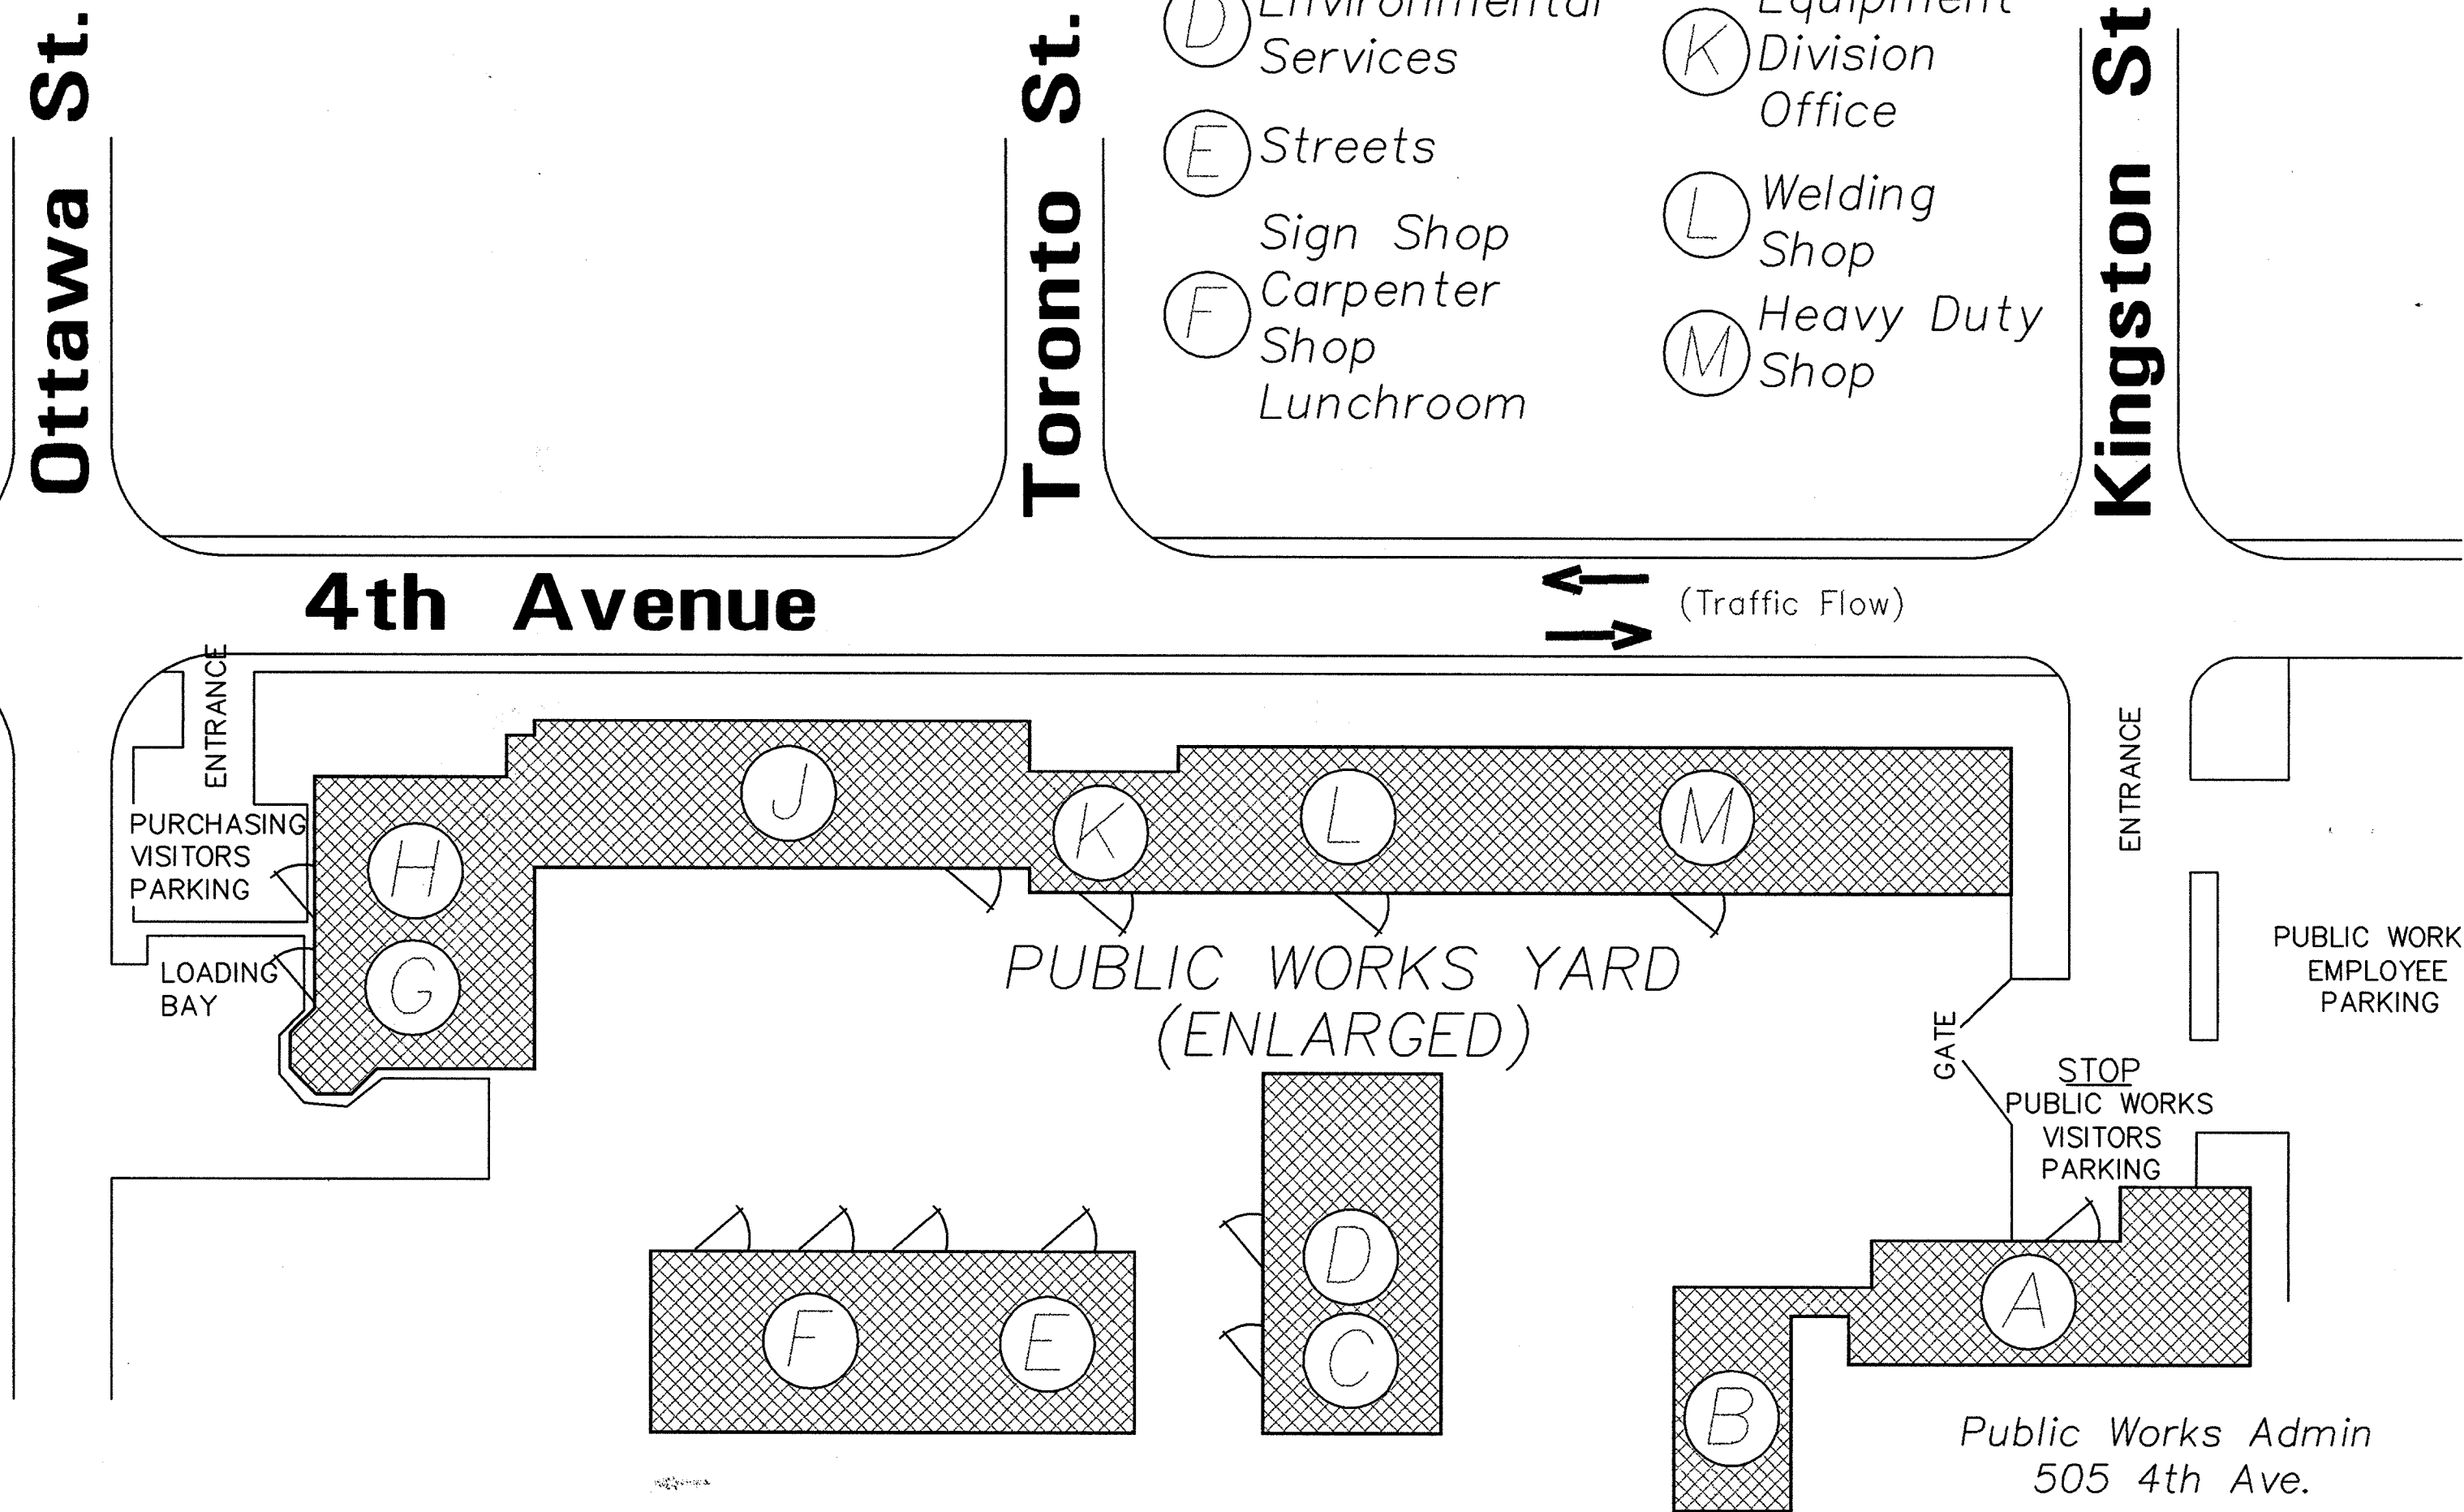 Ottawa St.
Toronto St.
Kingston St
D Environmental
Services
E Streets
F Sign Shop
Carpenter
Shop
Lunchroom
K Equipment
Division
Office
L Welding
Shop
M Heavy Duty
Shop
4th Avenue
(Traffic Flow)
ENTRANCE
PURCHASING
VISITORS
PARKING
LOADING
BAY
H
G
J
K
L
M
ENTRANCE
PUBLIC WORKS YARD
(ENLARGED)
GATE
STOP
PUBLIC WORKS
VISITORS
PARKING
PUBLIC WORK
EMPLOYEE
PARKING
F
E
D
C
B
A
Public Works Admin
505 4th Ave.